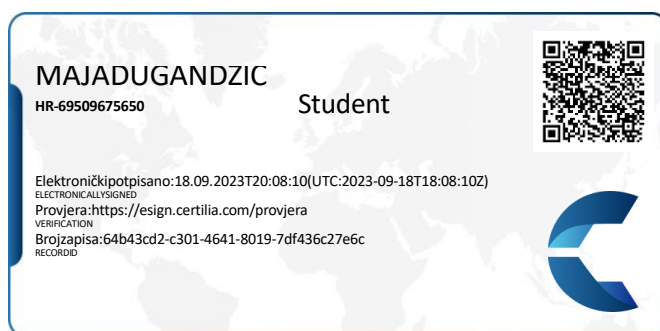 MAJADUGANDZIC
HR-69509675650
Student
Elektroničkipotpisano:18.09.2023T20:08:10(UTC:2023-09-18T18:08:10Z)
ELECTRONICALLYSIGNED
Provjera:https://esign.certilia.com/provjera
VERIFICATION
Brojzapisa:64b43cd2-c301-4641-8019-7df436c27e6c
RECORDID